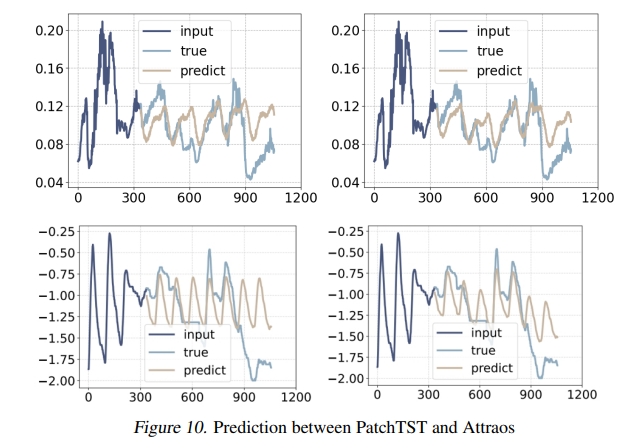 0.20
0.16
0.12
0.08
0.04
input
true
predict
0 300 600 900 1200
0.20
0.16
0.12
0.08
0.04
input
true
predict
0 300 600 900 1200
−0.25
−0.50
−0.75
−1.00
−1.25
−1.50
−1.75
−2.00
input
true
predict
0 300 600 900 1200
−0.25
−0.50
−0.75
−1.00
−1.25
−1.50
−1.75
−2.00
input
true
predict
0 300 600 900 1200
Figure 10. Prediction between PatchTST and Attraos